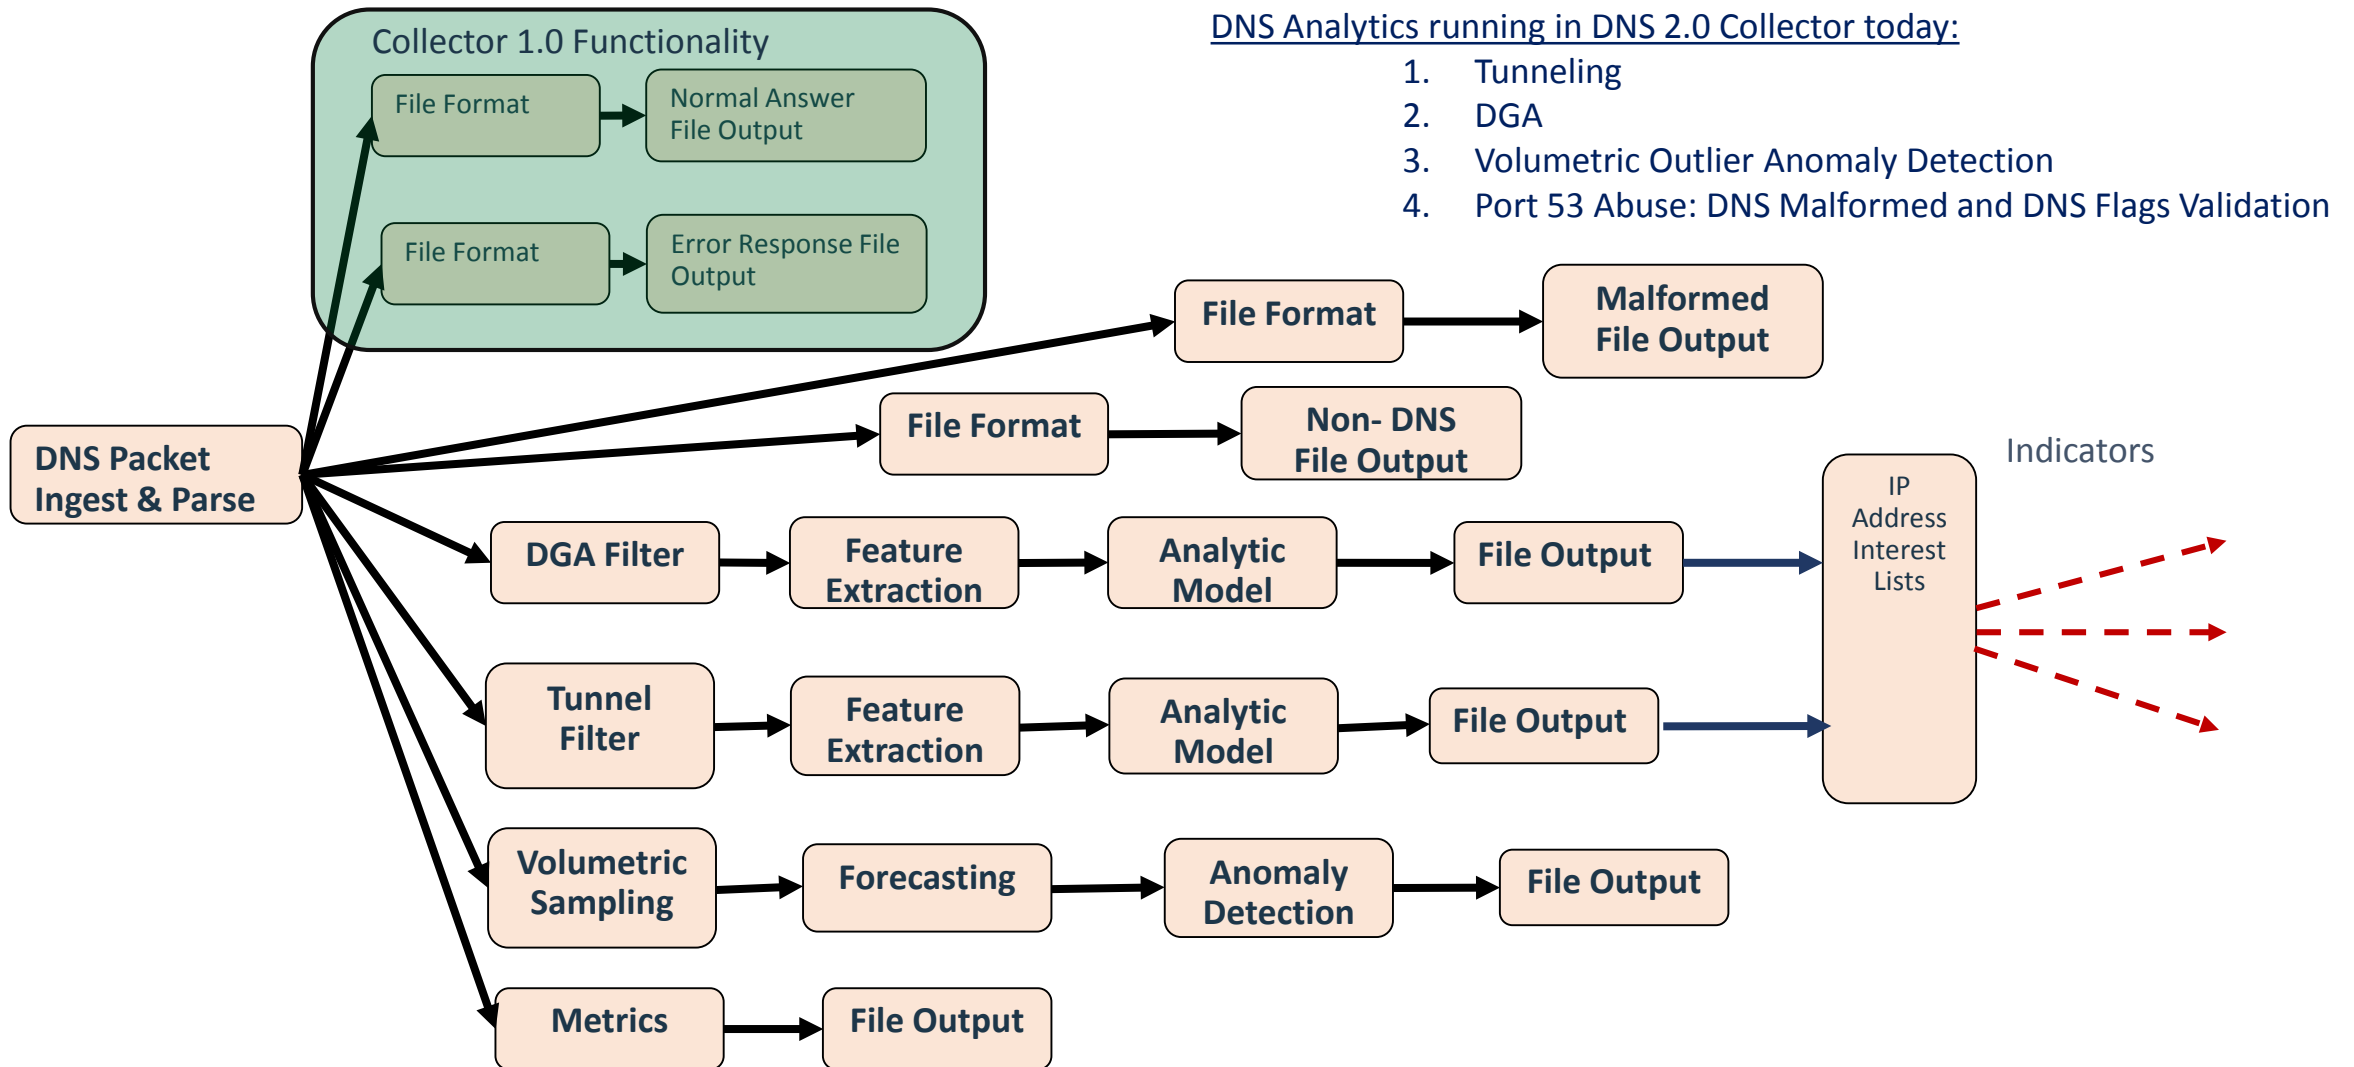 Collector 1.0 Functionality
File Format
Normal Answer
File Output
File Format
Error Response File
Output
DNS Analytics running in DNS 2.0 Collector today:
1. Tunneling
2. DGA
3. Volumetric Outlier Anomaly Detection
4. Port 53 Abuse: DNS Malformed and DNS Flags Validation
File Format
Malformed
File Output
File Format
Non- DNS
File Output
DNS Packet
Ingest & Parse
DGA Filter
Feature
Extraction
Analytic
Model
File Output
IP
Address
Interest
Lists
Indicators
Tunnel
Filter
Feature
Extraction
Analytic
Model
File Output
Volumetric
Sampling
Forecasting
Anomaly
Detection
File Output
Metrics
File Output